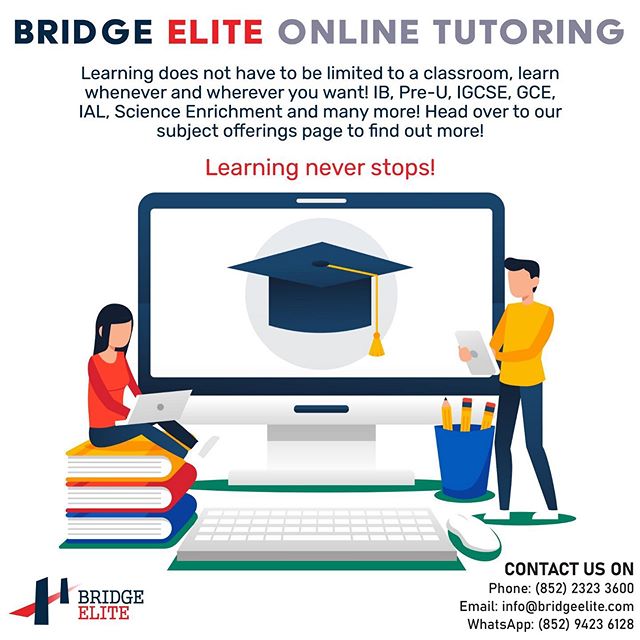 BRIDGE ELITE ONLINE TUTORING
Learning does not have to be limited to a classroom, learn
whenever and wherever you want! IB, Pre-U, IGCSE, GCE,
IAL, Science Enrichment and many more! Head over to our
subject offerings page to find out more!
Learning never stops!
BRIDGE
ELITE
CONTACT US ON
Phone: (852) 2323 3600
Email: info@bridgeelite.com
WhatsApp: (852) 9423 6128